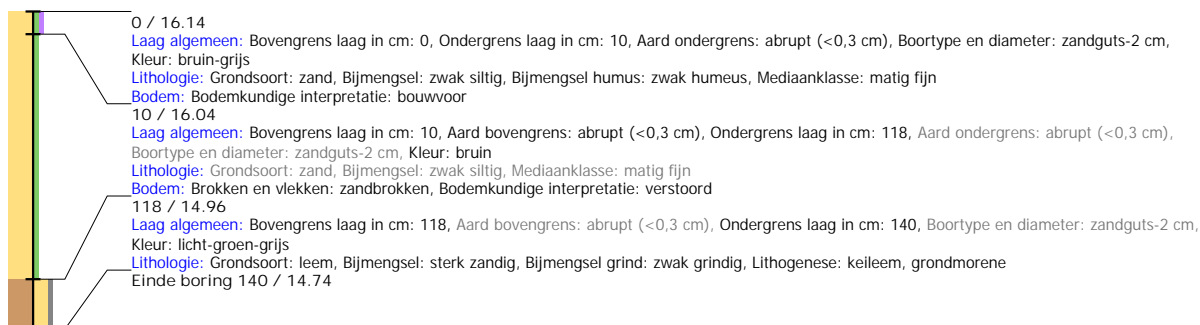 0 / 16.14
Laag algemeen: Bovengrens laag in cm: 0, Ondergrens laag in cm: 10, Aard ondergrens: abrupt (<0,3 cm), Boortype en diameter: zandguts-2 cm,
Kleur: bruin-grijs
Lithologie: Grondsoort: zand, Bijmengsel: zwak siltig, Bijmengsel humus: zwak humeus, Mediaanklasse: matig fijn
Bodem: Bodemkundige interpretatie: bouwvoor
10 / 16.04
Laag algemeen: Bovengrens laag in cm: 10, Aard bovengrens: abrupt (<0,3 cm), Ondergrens laag in cm: 118, Aard ondergrens: abrupt (<0,3 cm),
Boortype en diameter: zandguts-2 cm, Kleur: bruin
Lithologie: Grondsoort: zand, Bijmengsel: zwak siltig, Mediaanklasse: matig fijn
Bodem: Brokken en vlekken: zandbrokken, Bodemkundige interpretatie: verstoord
118 / 14.96
Laag algemeen: Bovengrens laag in cm: 118, Aard bovengrens: abrupt (<0,3 cm), Ondergrens laag in cm: 140, Boortype en diameter: zandguts-2 cm,
Kleur: licht-groen-grijs
Lithologie: Grondsoort: leem, Bijmengsel: sterk zandig, Bijmengsel grind: zwak grindig, Lithogenese: keileem, grondmorene
Einde boring 140 / 14.74